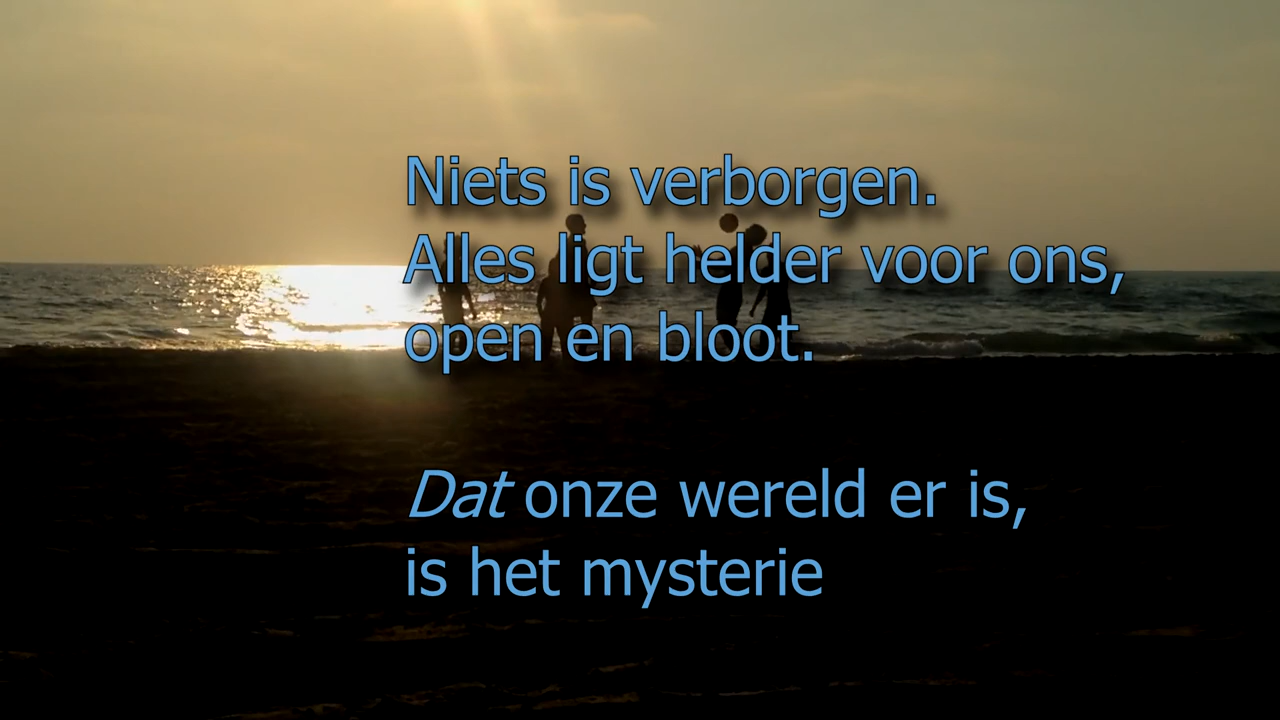 Niets is verborgen.
Alles ligt helder voor ons,
open en bloot.
Dat onze wereld er is,
is het mysterie